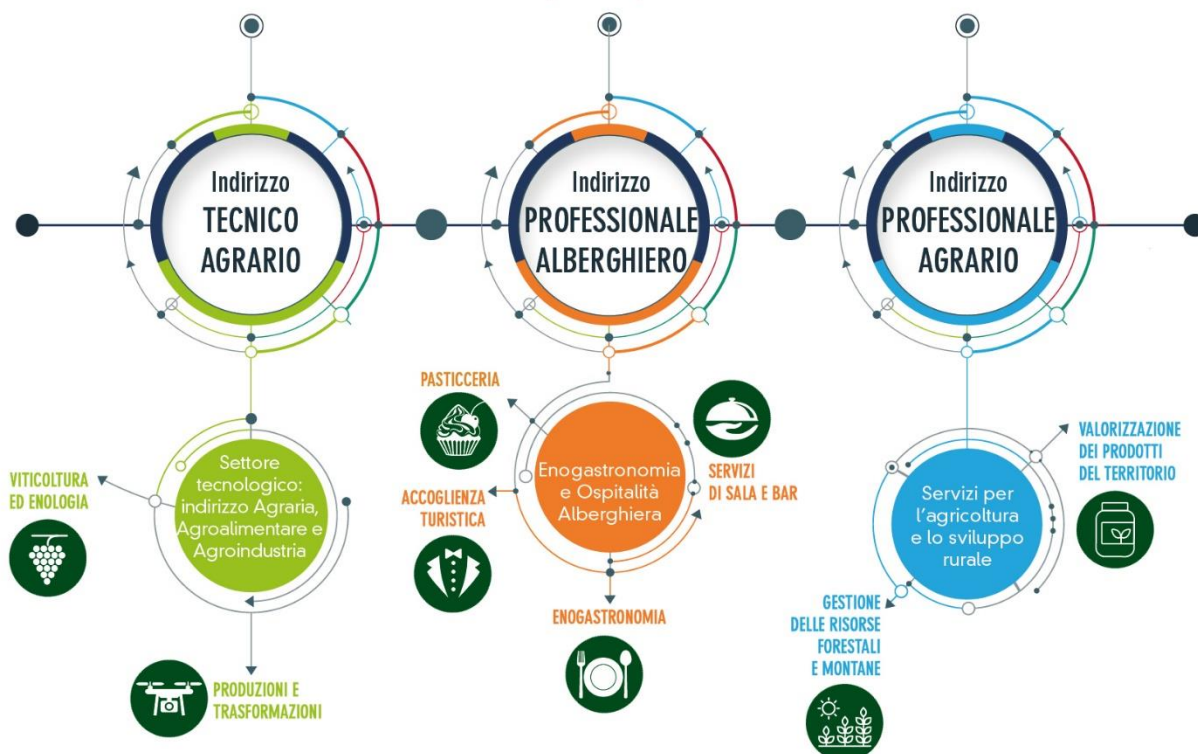 Indirizzo
TECNICO
AGRARIO
Indirizzo
PROFESSIONALE
ALBERGHIERO
Indirizzo
PROFESSIONALE
AGRARIO
VITICOLTURA
ED ENOLOGIA
Settore
tecnologico:
indirizzo Agraria,
Agroalimentare e
Agroindustria
PRODUZIONI E
TRASFORMAZIONI
PASTICCERIA
ACCOGLIENZA
TURISTICA
Enogastronomia
e Ospitalità
Alberghiera
SERVIZI
DI SALA E BAR
ENOGASTRONOMIA
Servizi per
l’agricoltura
e lo sviluppo
rurale
VALORIZZAZIONE
DEI PRODOTTI
DEL TERRITORIO
GESTIONE
DELLE RISORSE
FORESTALI
E MONTANE